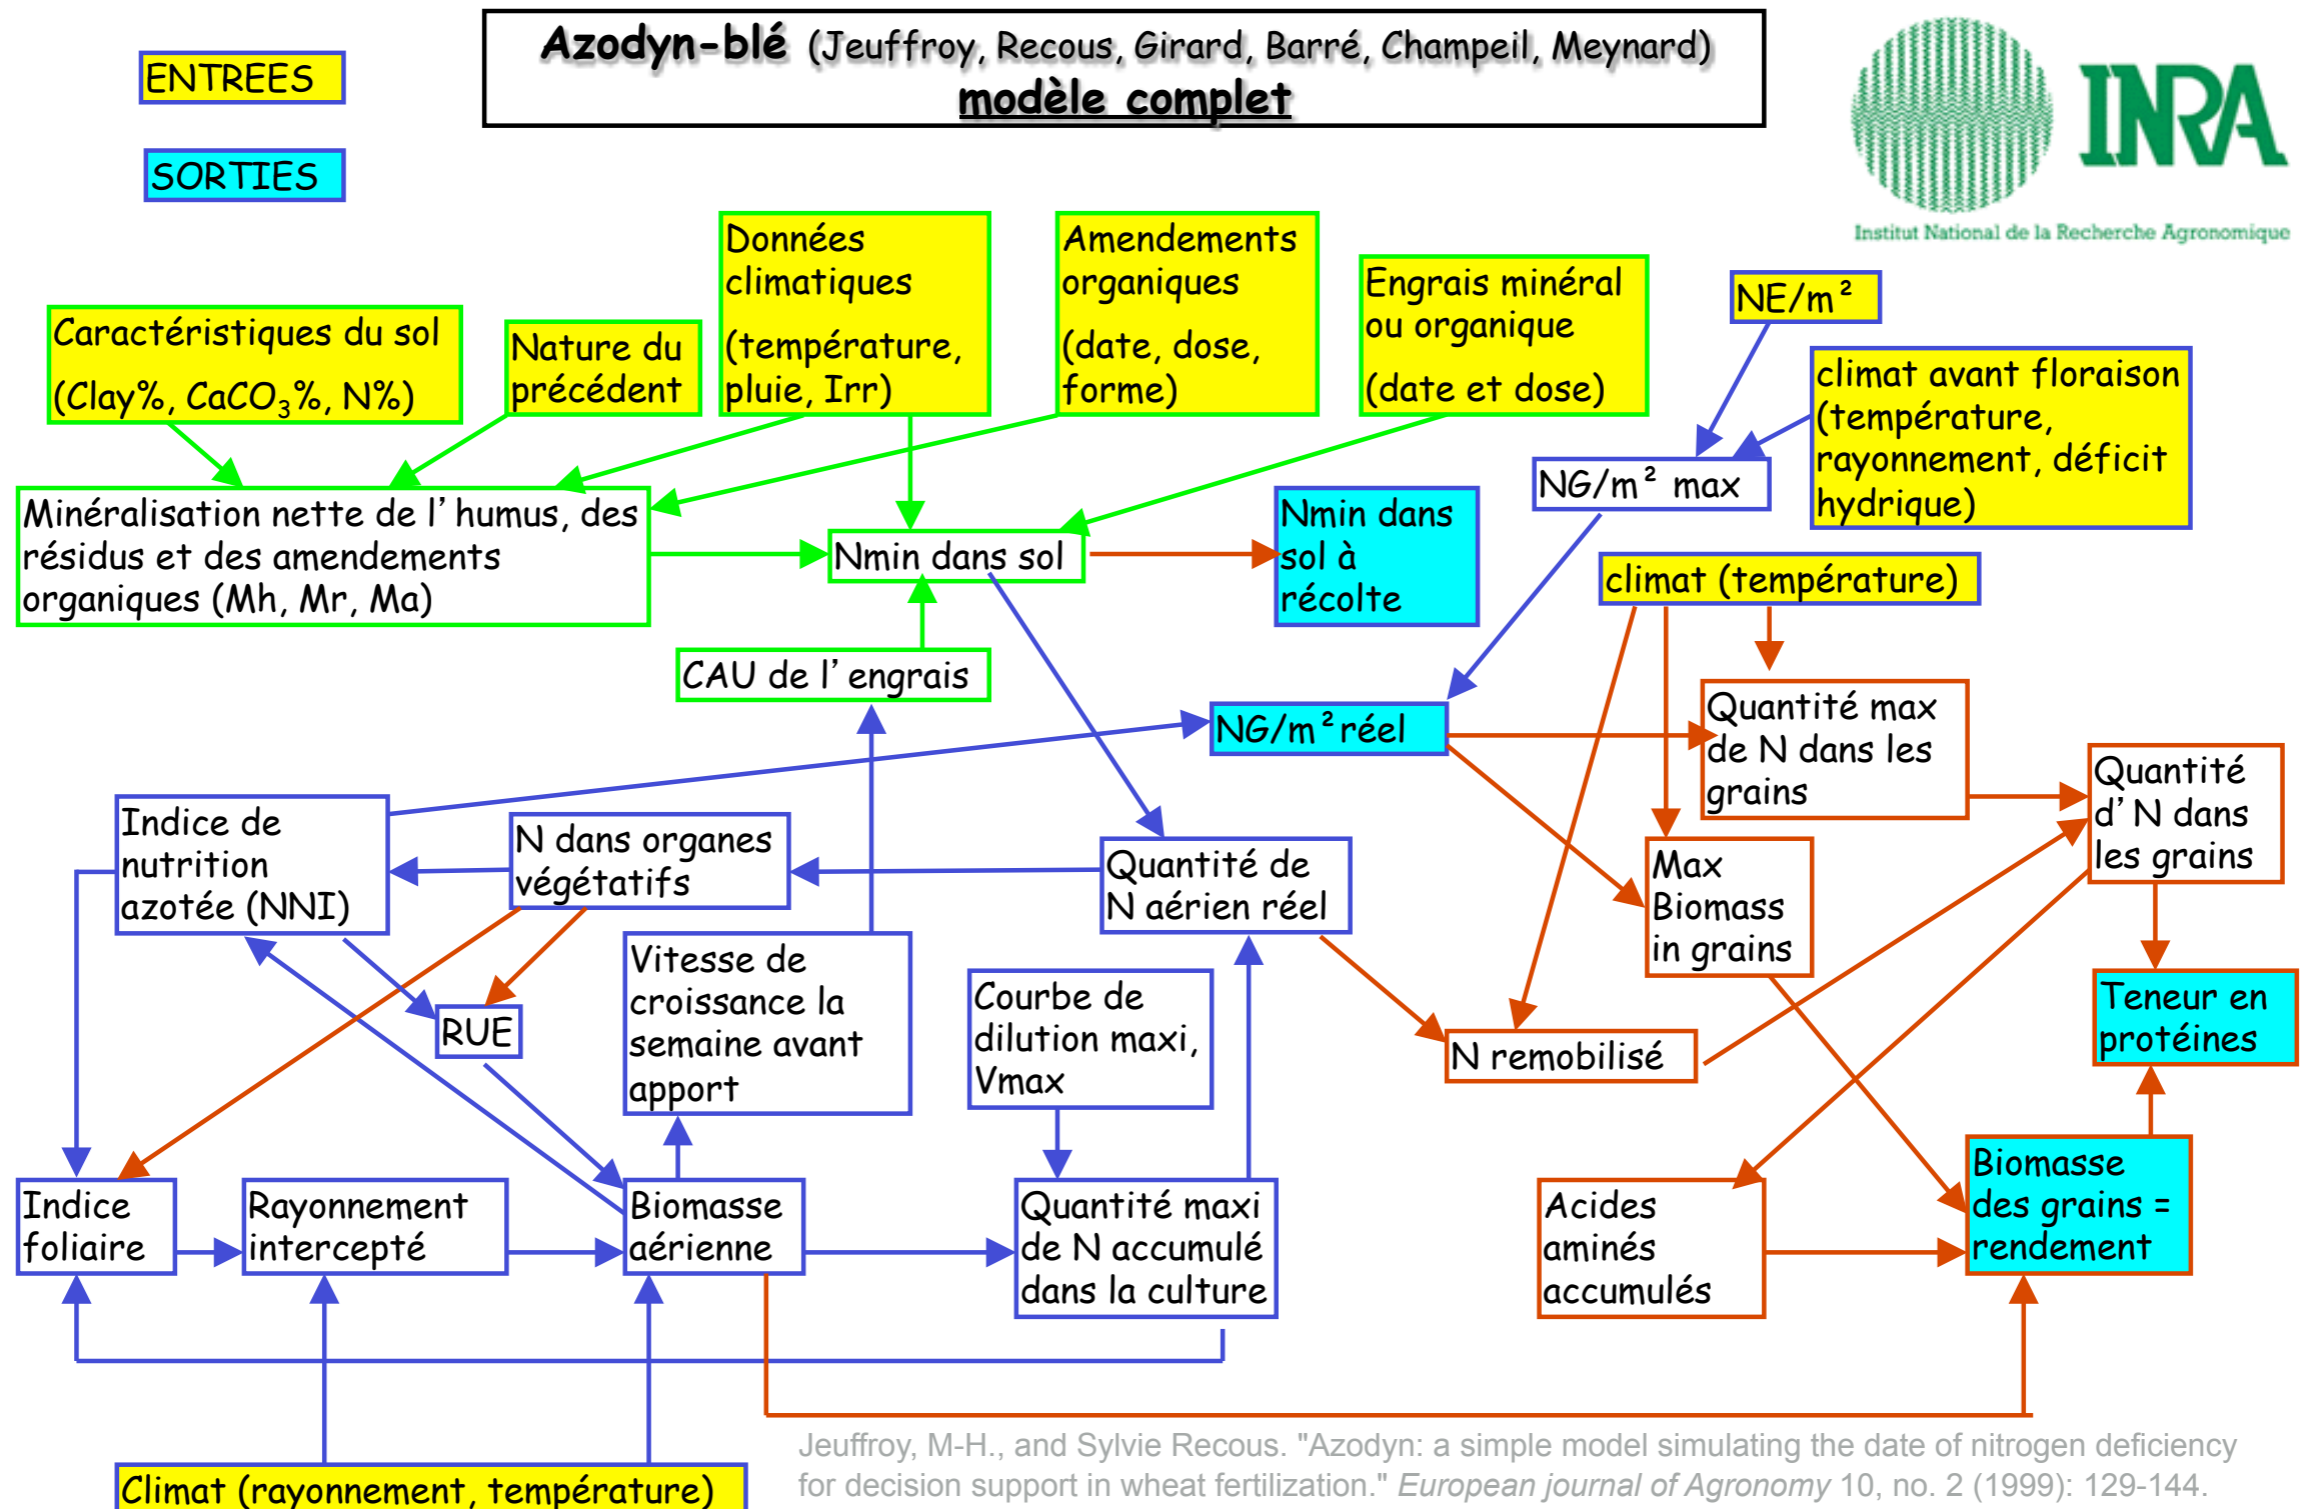 Azodyn-blé (Jeuffroy, Recous, Girard, Barré, Champeil, Meynard)
modèle complet
ENTREES
SORTIES
INRA
Institut National de la Recherche Agronomique
Caractéristiques du sol
(Clay%, CaCO₃%, N%)
Nature du
précédent
Données
climatiques
(température,
pluie, Irr)
Amendements
organiques
(date, dose,
forme)
Engrais minéral
ou organique
(date et dose)
NE/m²
climat avant floraison
(température,
rayonnement, déficit
hydrique)
NG/m² max
Minéralisation nette de l’humus, des
résidus et des amendements
organiques (Mh, Mr, Ma)
Nmin dans sol
Nmin dans
sol à
récolte
climat (température)
CAU de l’engrais
NG/m²réel
Quantité max
de N dans les
grains
Quantité
d’N dans
les grains
Indice de
nutrition
azotée (NNI)
N dans organes
végétatifs
Quantité de
N aérien réel
Max
Biomass
in grains
Vitesse de
croissance la
semaine avant
apport
Courbe de
dilution maxi,
Vmax
RUE
N remobilisé
Teneur en
protéines
Indice
foliaire
Rayonnement
intercepté
Biomasse
aérienne
Quantité maxi
de N accumulé
dans la culture
Acides
aminés
accumulés
Biomasse
des grains =
rendement
Climat (rayonnement, température)
Jeuffroy, M-H., and Sylvie Recous. "Azodyn: a simple model simulating the date of nitrogen deficiency
for decision support in wheat fertilization." European journal of Agronomy 10, no. 2 (1999): 129-144.